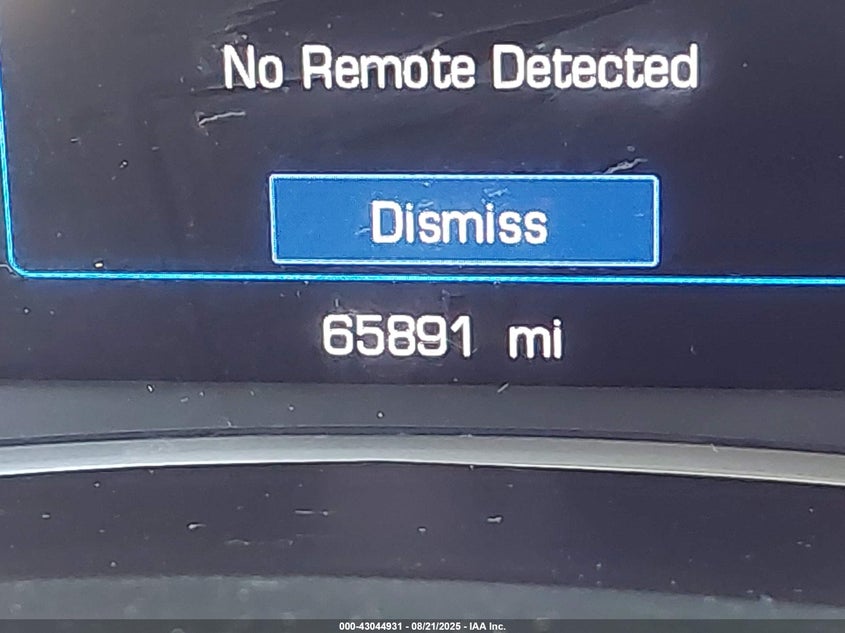 No Remote Detected
Dismiss
65891 mi
000-43044931 - 08/21/2025 - IAA Inc.